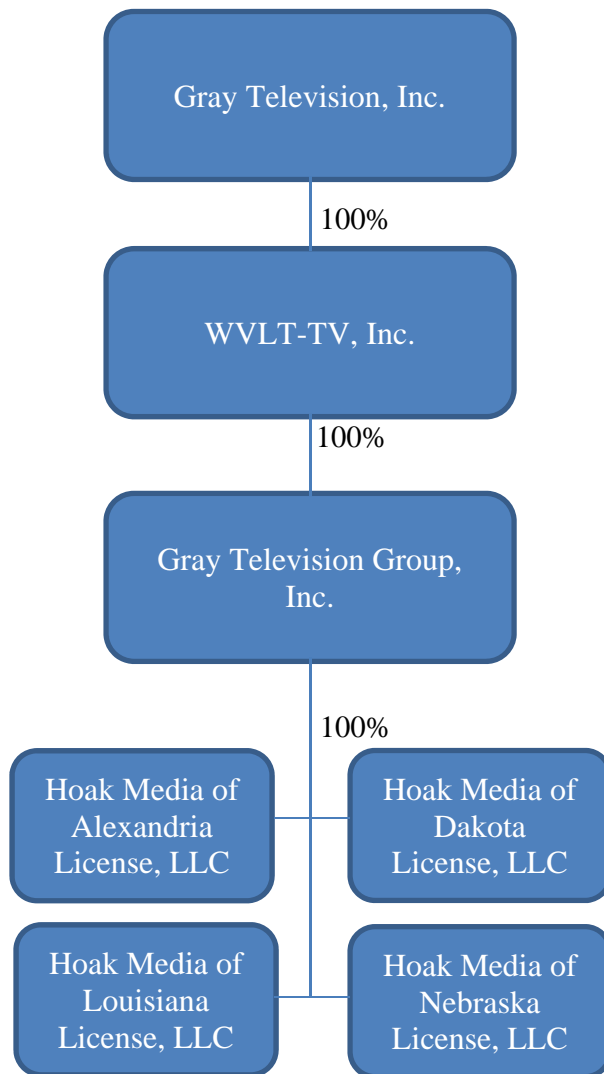 Gray Television, Inc.
100%
WVLT-TV, Inc.
100%
Gray Television Group,
Inc.
100%
Hoak Media of
Alexandria
License, LLC
Hoak Media of
Dakota
License, LLC
Hoak Media of
Louisiana
License, LLC
Hoak Media of
Nebraska
License, LLC